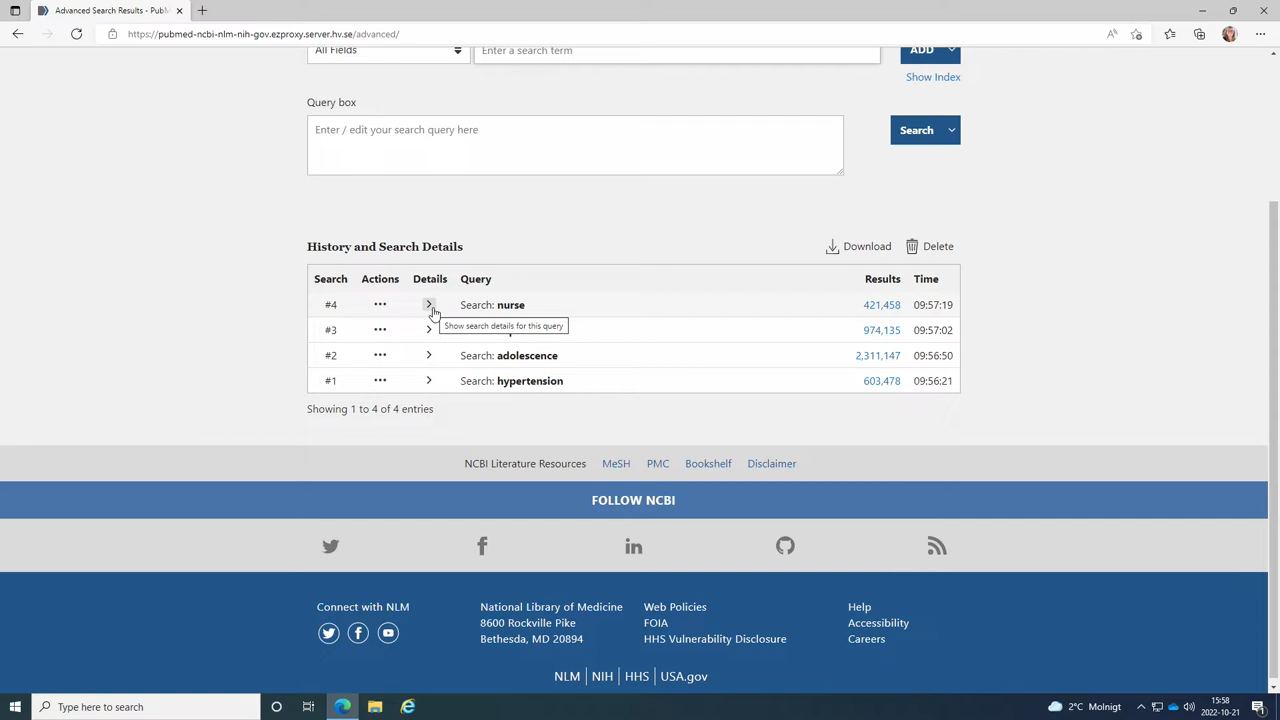 Advanced Search Results - PubM
https://pubmed-ncbi-nlm-nih-gov.ezproxy.server.hv.se/advanced/
All Fields
Enter a search term
ADD
Show Index
Query box
Enter / edit your search query here
Search
History and Search Details
Download
Delete
Search Actions Details Query Results Time
#4 ••• Search: nurse 421,458 09:57:19
Show search details for this query
#3 ••• 974,135 09:57:02
#2 ••• Search: adolescence 2,311,147 09:56:50
#1 ••• Search: hypertension 603,478 09:56:21
Showing 1 to 4 of 4 entries
NCBI Literature Resources MeSH PMC Bookshelf Disclaimer
FOLLOW NCBI
Connect with NLM
National Library of Medicine
8600 Rockville Pike
Bethesda, MD 20894
Web Policies
FOIA
HHS Vulnerability Disclosure
Help
Accessibility
Careers
NLM | NIH | HHS | USA.gov
Type here to search
2°C Molnigt
15:58
2022-10-21
1